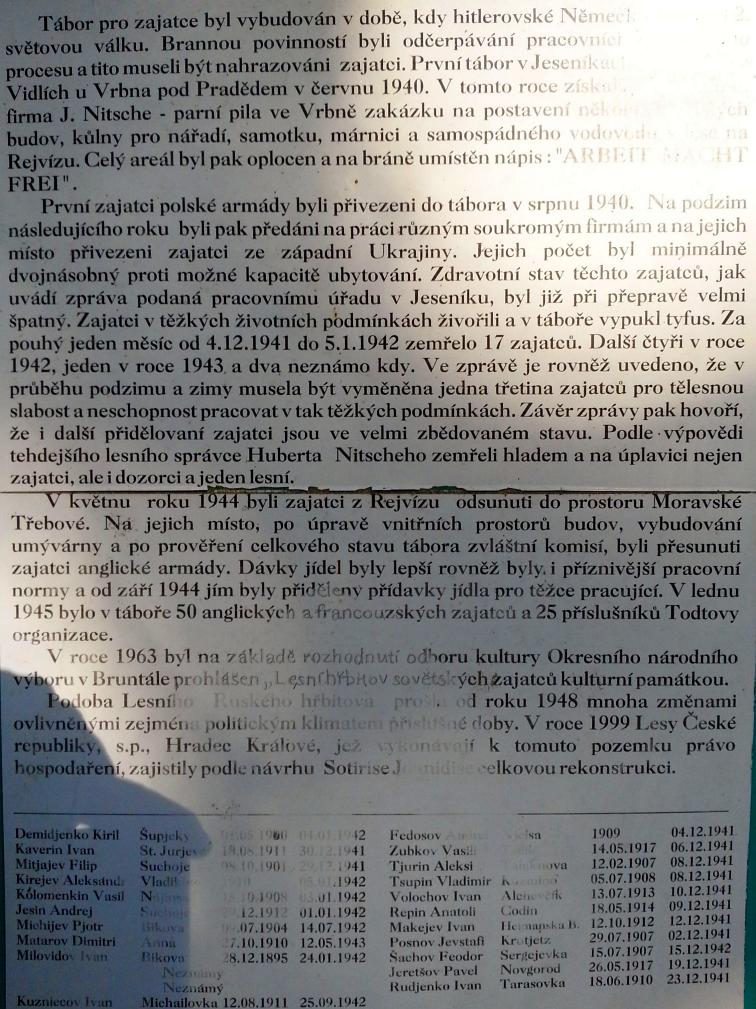 Tábor pro zajatce byl vybudován v době, kdy hitlerovské 2.
světovou válku. Brannou povinností byli odčerpávání
procesu a tito museli být nahrazováni zajatci. První tábor v
Vidlích u Vrbna pod Pradědem v červnu 1940. V tomto roce
firma J. Nitsche - parní pila ve Vrbně zakázku na postavení
budov, kůlny pro nářadí, samotku, márnici a samospádného vodovodu na
Rejvízu. Celý areál byl pak oplocen a na bráně umístěn nápis : "ARBEIT MACHT
FREI".
První zajatci polské armády byli přivezeni do tábora v srpnu 1940. Na podzim
následujícího roku byli pak předáni na práci různým soukromým firmám a na jejich
místo přivezeni zajatci ze západní Ukrajiny. Jejich počet byl minimálně
dvojnásobný proti možné kapacitě ubytování. Zdravotní stav těchto zajatců, jak
uvádí zpráva podaná pracovnímu úřadu v Jeseníku, byl již při přepravě velmi
špatný. Zajatci v těžkých životních podmínkách živořili a v táboře vypukl tyfus. Za
pouhý jeden měsíc od 4.12.1941 do 5.1.1942 zemřelo 17 zajatců. Další čtyři v roce
1942, jeden v roce 1943 a dva neznámo kdy. Ve zprávě je rovněž uvedeno, že v
průběhu podzimu a zimy musela být vyměněna jedna třetina zajatců pro tělesnou
slabost a neschopnost pracovat v tak těžkých podmínkách. Závěr zprávy pak hovoří,
že i další přidělovaní zajatci jsou ve velmi zbědovaném stavu. Podle výpovědi
tehdejšího lesního správce Huberta Nitscheho zemřeli hladem a na úplavici nejen
zajatci, ale i dozorci a jeden lesní.
V květnu roku 1944 byli zajatci z Rejvízu odsunuti do prostoru Moravské
Třebové. Na jejich místo, po úpravě vnitřních prostorů budov, vybudování
umývárny a po prověření celkového stavu tábora zvláštní komisí, byli přesunuti
zajatci anglické armády. Dávky jídel byly lepší rovněž byly i příznivější pracovní
normy a od září 1944 jím byly přiděleny přídavky jídla pro těžce pracující. V lednu
1945 bylo v táboře 50 anglických a francouzských zajatců a 25 příslušníků Todtovy
organizace.
V roce 1963 byl na základě rozhodnutí odboru kultury Okresního národního
výboru v Bruntále prohlášen „Lesní hřbitov sovětských zajatců kulturní památkou.
Podoba Lesního Ruského hřbitova prošla od roku 1948 mnoha změnami
ovlivněnými zejména politickým klimatem příslušné doby. V roce 1999 Lesy České
republiky, s.p., Hradec Králové, jež vykonávají k tomuto pozemku právo
hospodaření, zajistily podle návrhu Sotirise celkovou rekonstrukci.
Demidjenko Kiril Šupjeky 1942
Kaverin Ivan St. Jurjev 18.08.1911 30.12.1941
Mitjajev Filip Suchoje 08.10.1901 29.12.1941
Kirejev 1942
Kolomenkin Vasil 1908 1942
Jesin Andrej Suchoje 12.1912 01.01.1942
Michijev Pjotr Bikova 07.1904 14.07.1942
Matarov Dimitri Anna 27.10.1910 12.05.1943
Milovidov Ivan Bikova 28.12.1895 24.01.1942
Neznámý
Neznámý
Kuzniecov Ivan Michailovka 12.08.1911 25.09.1942
Fedosov 1909 04.12.1941
Zubkov 14.05.1917 06.12.1941
Tjurin Aleksi 12.02.1907 08.12.1941
Tsupin Vladimir 05.07.1908 08.12.1941
Volochov Ivan 13.07.1913 10.12.1941
Repin Anatoli Codin 18.05.1914 09.12.1941
Makejev Ivan B. 12.10.1912 12.12.1941
Posnov Jevstafi Krutjetz 29.07.1907 02.12.1941
Šachov Feodor Sergejevka 15.07.1907 15.12.1942
Jeretšov Pavel Novgorod 26.05.1917 19.12.1941
Rudjenko Ivan Tarasovka 18.06.1910 23.12.1941